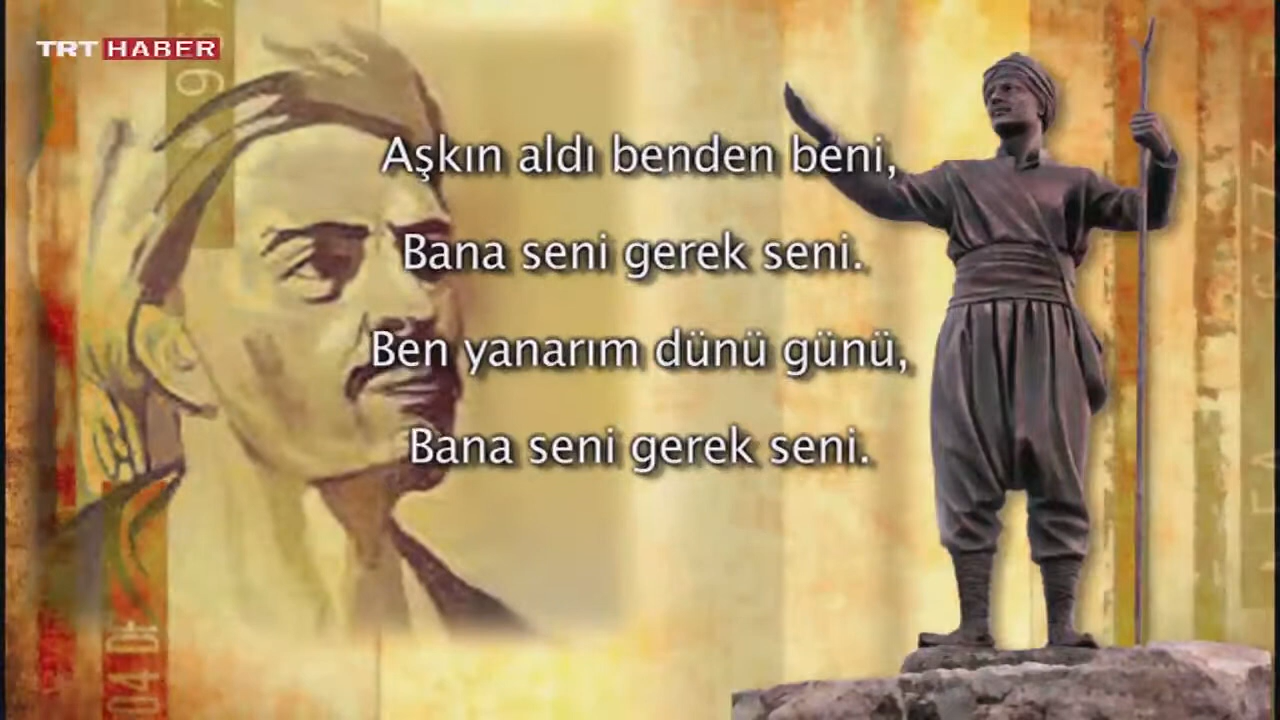 TRT HABER
Aşkın aldı benden beni,
Bana seni gerek seni.
Ben yanarım dünü günü,
Bana seni gerek seni.